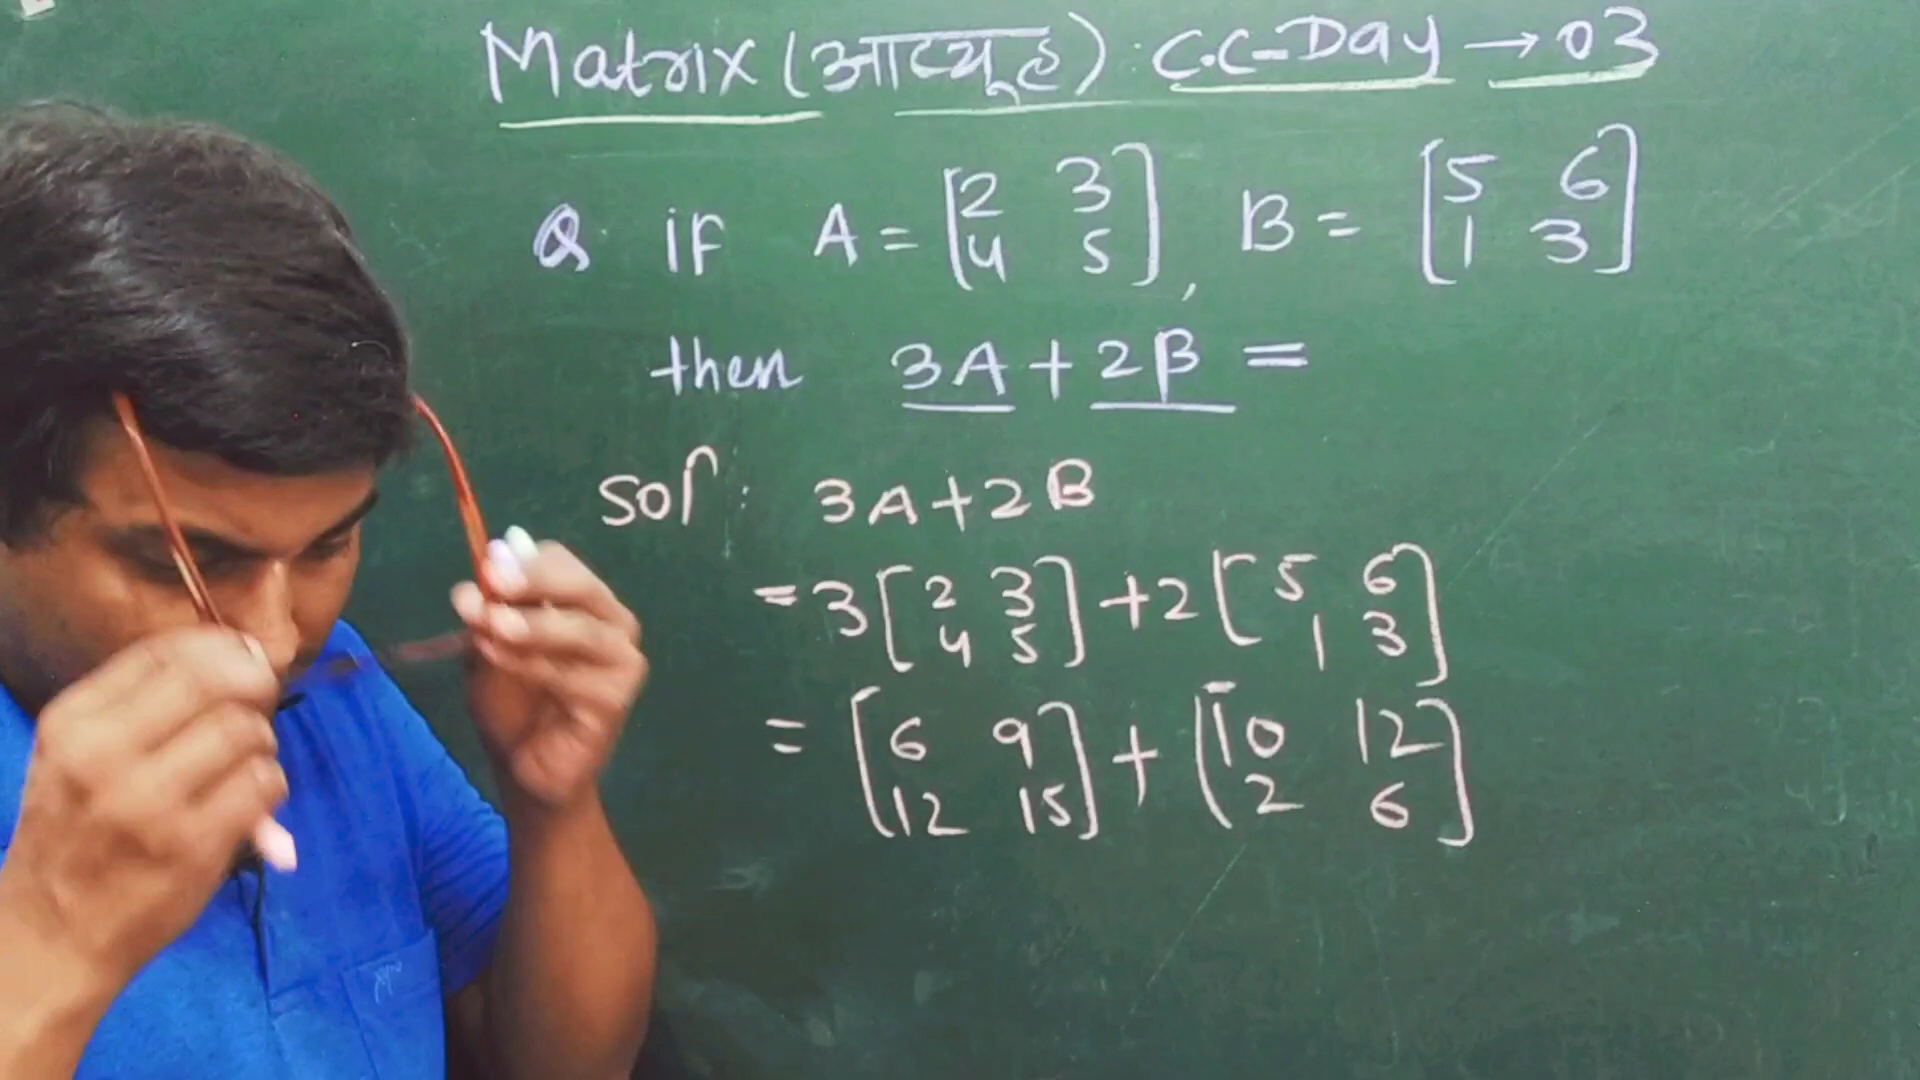 Matrix (आव्यूह) : C.C-Day → 03
Q if A = [2 3 4 5], B = [5 6 1 3]
then 3A + 2B =
Sol : 3A + 2B
= 3 [2 3 4 5] + 2 [5 6 1 3]
= [6 9 12 15] + [10 12 2 6]